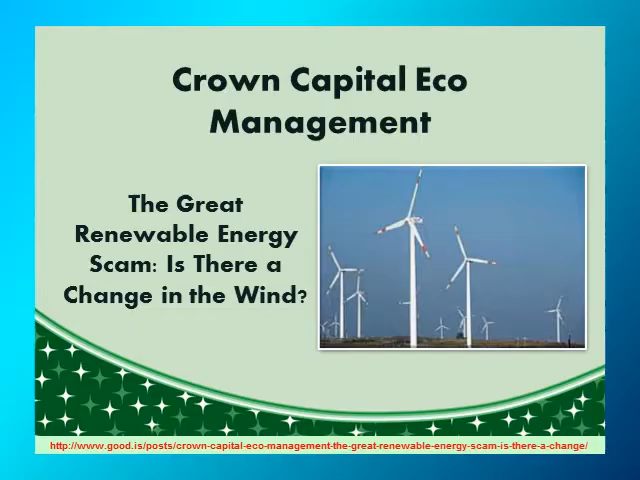 Crown Capital Eco
Management
The Great
Renewable Energy
Scam: Is There a
Change in the Wind?
http://www.good.is/posts/crown-capital-eco-management-the-great-renewable-energy-scam-is-there-a-change/